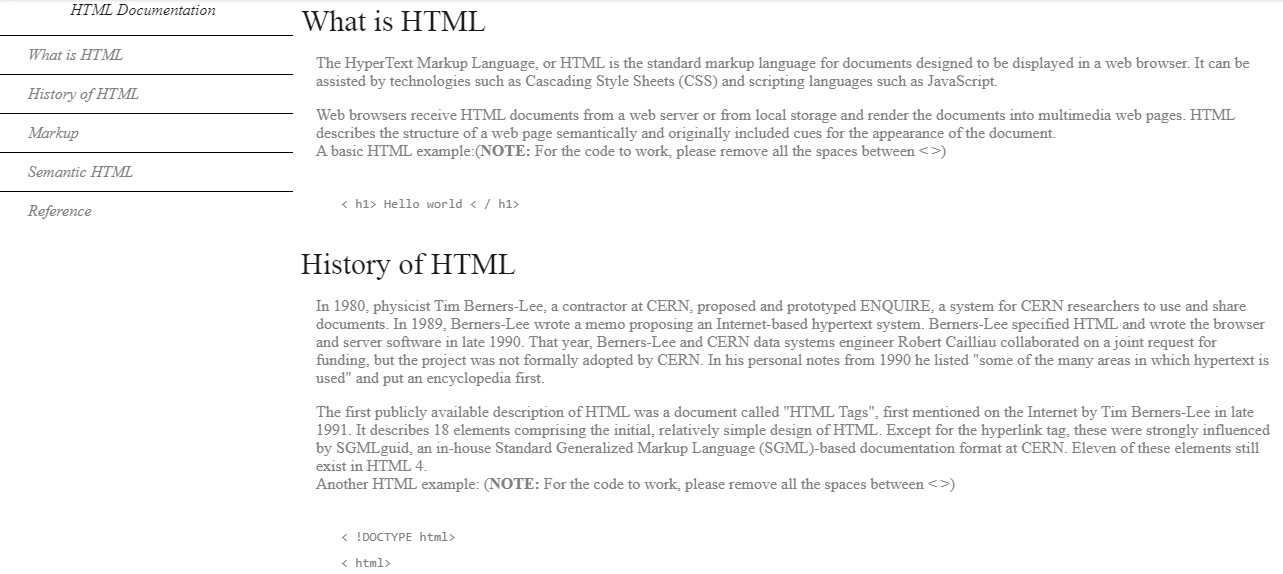 HTML Documentation
What is HTML
History of HTML
Markup
Semantic HTML
Reference
What is HTML
The HyperText Markup Language, or HTML is the standard markup language for documents designed to be displayed in a web browser. It can be
assisted by technologies such as Cascading Style Sheets (CSS) and scripting languages such as JavaScript.
Web browsers receive HTML documents from a web server or from local storage and render the documents into multimedia web pages. HTML
describes the structure of a web page semantically and originally included cues for the appearance of the document.
A basic HTML example:(NOTE: For the code to work, please remove all the spaces between < >)
< h1> Hello world < / h1>
History of HTML
In 1980, physicist Tim Berners-Lee, a contractor at CERN, proposed and prototyped ENQUIRE, a system for CERN researchers to use and share
documents. In 1989, Berners-Lee wrote a memo proposing an Internet-based hypertext system. Berners-Lee specified HTML and wrote the browser
and server software in late 1990. That year, Berners-Lee and CERN data systems engineer Robert Cailliau collaborated on a joint request for
funding, but the project was not formally adopted by CERN. In his personal notes from 1990 he listed "some of the many areas in which hypertext is
used" and put an encyclopedia first.
The first publicly available description of HTML was a document called "HTML Tags", first mentioned on the Internet by Tim Berners-Lee in late
1991. It describes 18 elements comprising the initial, relatively simple design of HTML. Except for the hyperlink tag, these were strongly influenced
by SGMLguid, an in-house Standard Generalized Markup Language (SGML)-based documentation format at CERN. Eleven of these elements still
exist in HTML 4.
Another HTML example: (NOTE: For the code to work, please remove all the spaces between < >)
< !DOCTYPE html>
< html>